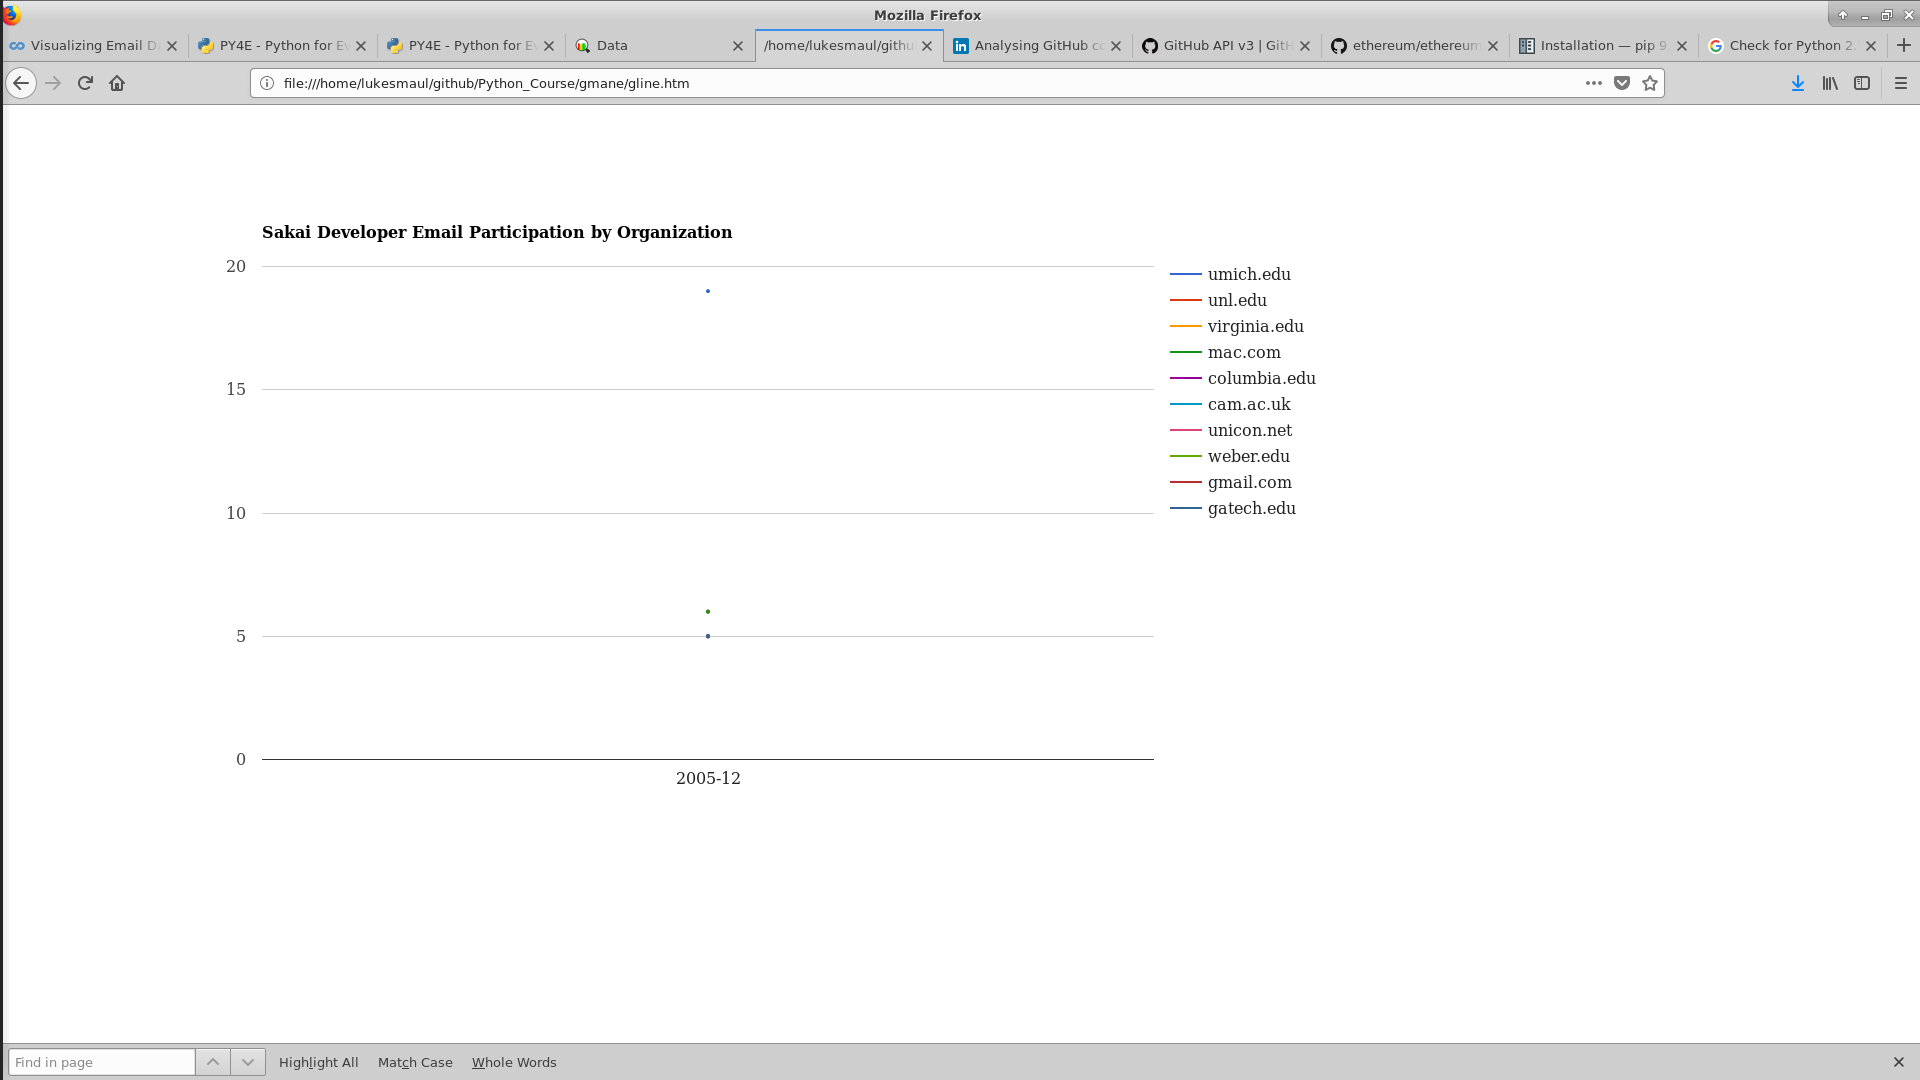 Mozilla Firefox
Visualizing Email D
PY4E - Python for Ev
PY4E - Python for Ev
Data
/home/lukesmaul/githu
Analysing GitHub co
GitHub API v3 | GitH
ethereum/ethereum
Installation — pip 9.
Check for Python 2.
file:///home/lukesmaul/github/Python_Course/gmane/gline.htm
Sakai Developer Email Participation by Organization
20
15
10
5
0
2005-12
umich.edu
unl.edu
virginia.edu
mac.com
columbia.edu
cam.ac.uk
unicon.net
weber.edu
gmail.com
gatech.edu
Find in page
Highlight All
Match Case
Whole Words